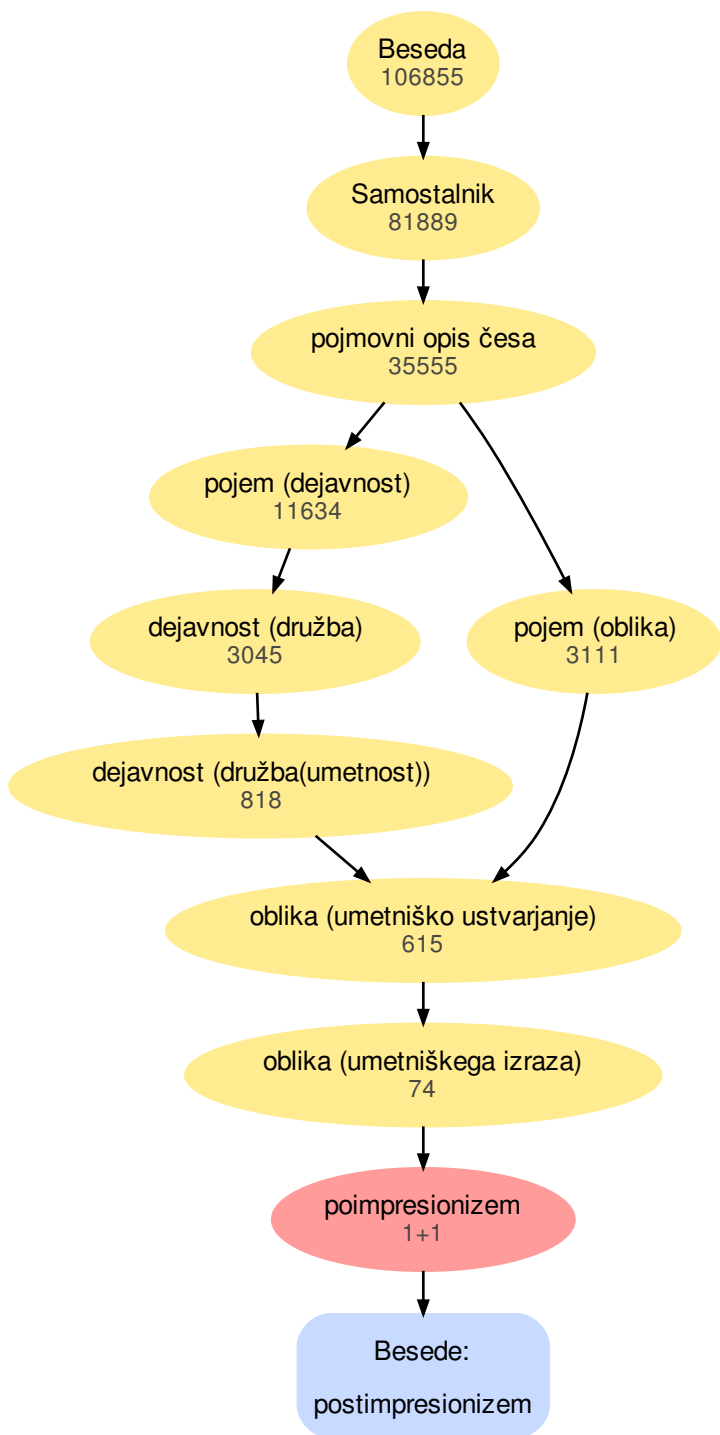 Beseda
106855
Samostalnik
81889
pojmovni opis česa
35555
pojem (dejavnost)
11634
dejavnost (družba)
3045
pojem (oblika)
3111
dejavnost (družba(umetnost))
818
oblika (umetniško ustvarjanje)
615
oblika (umetniškega izraza)
74
poimpresionizem
1+1
Besede:
postimpresionizem